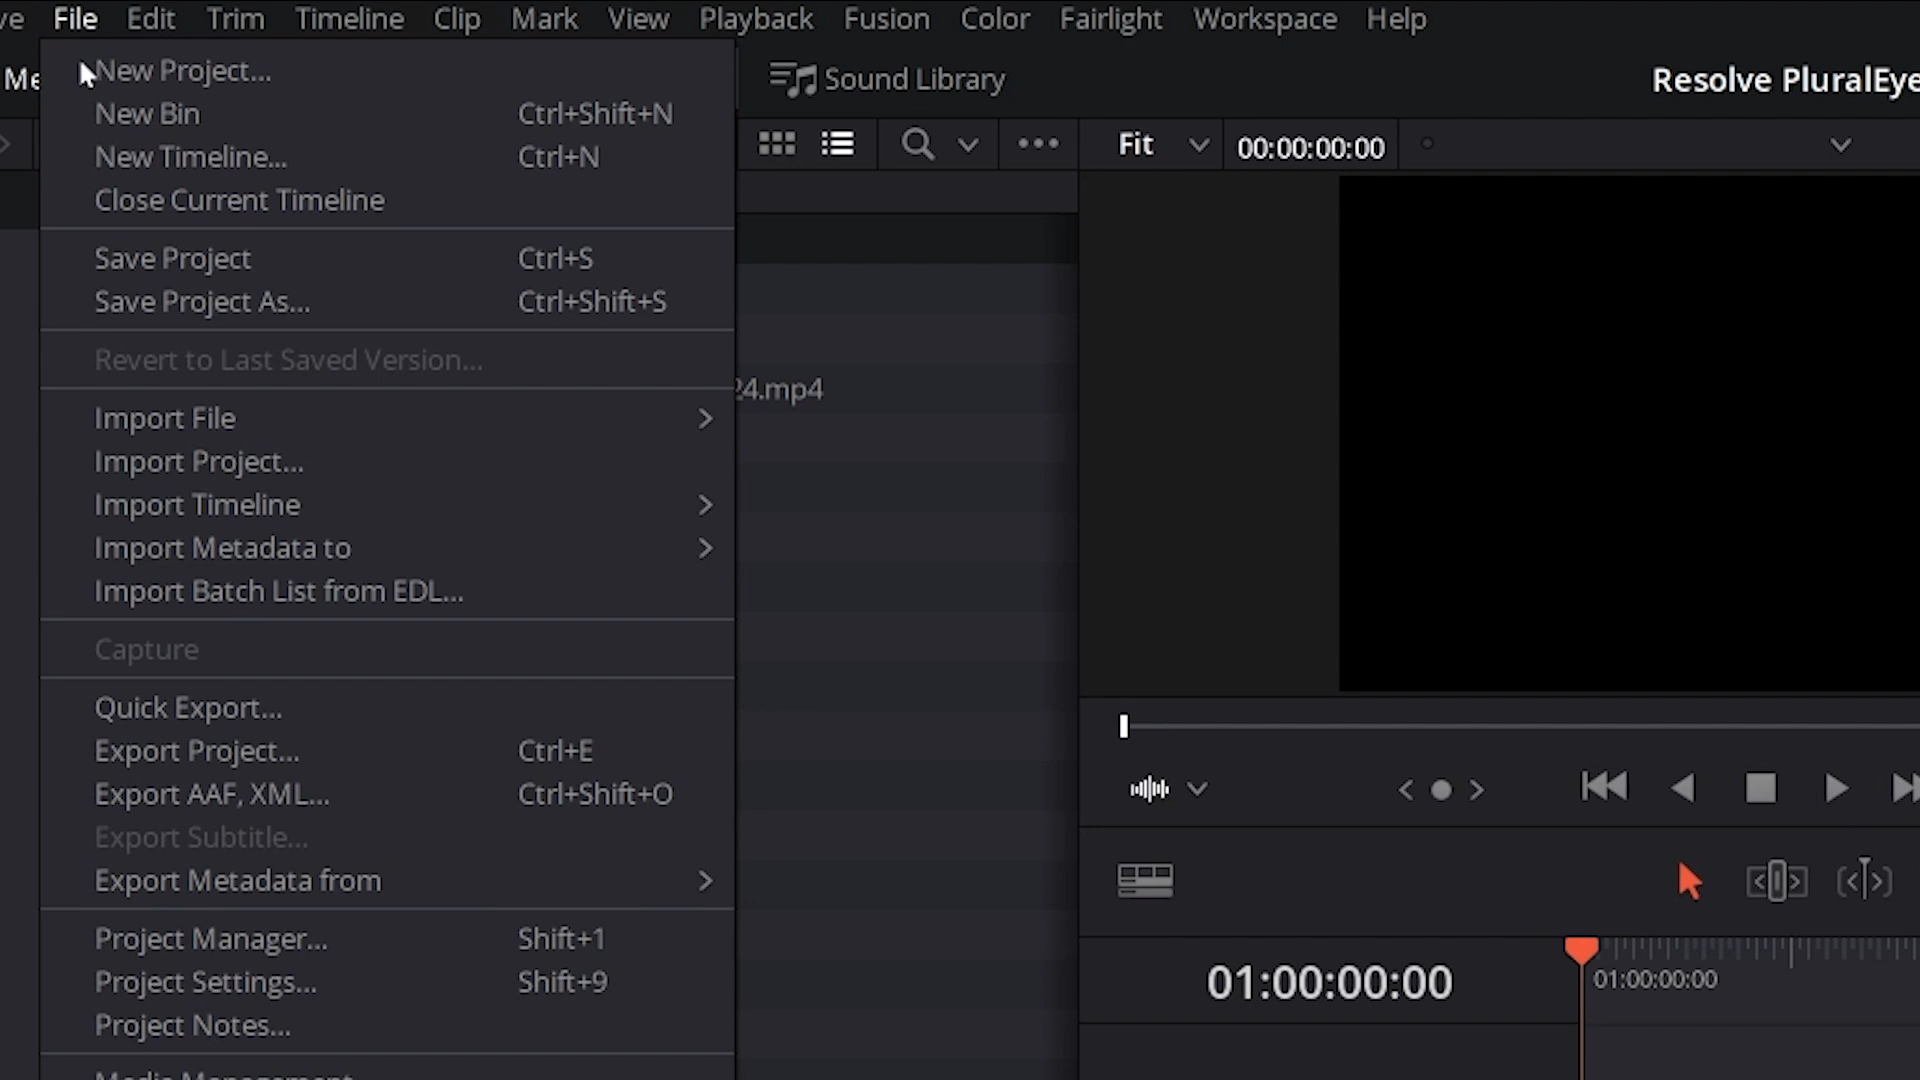 File Edit Trim Timeline Clip Mark View Playback Fusion Color Fairlight Workspace Help
Sound Library
Resolve PluralEye
New Project...
New Bin Ctrl+Shift+N
New Timeline... Ctrl+N
Close Current Timeline
Fit 00:00:00:00
Save Project Ctrl+S
Save Project As... Ctrl+Shift+S
Revert to Last Saved Version...
24.mp4
Import File
Import Project...
Import Timeline
Import Metadata to
Import Batch List from EDL...
Capture
Quick Export...
Export Project... Ctrl+E
Export AAF, XML... Ctrl+Shift+O
Export Subtitle...
Export Metadata from
Project Manager... Shift+1
Project Settings... Shift+9
Project Notes...
01:00:00:00
01:00:00:00